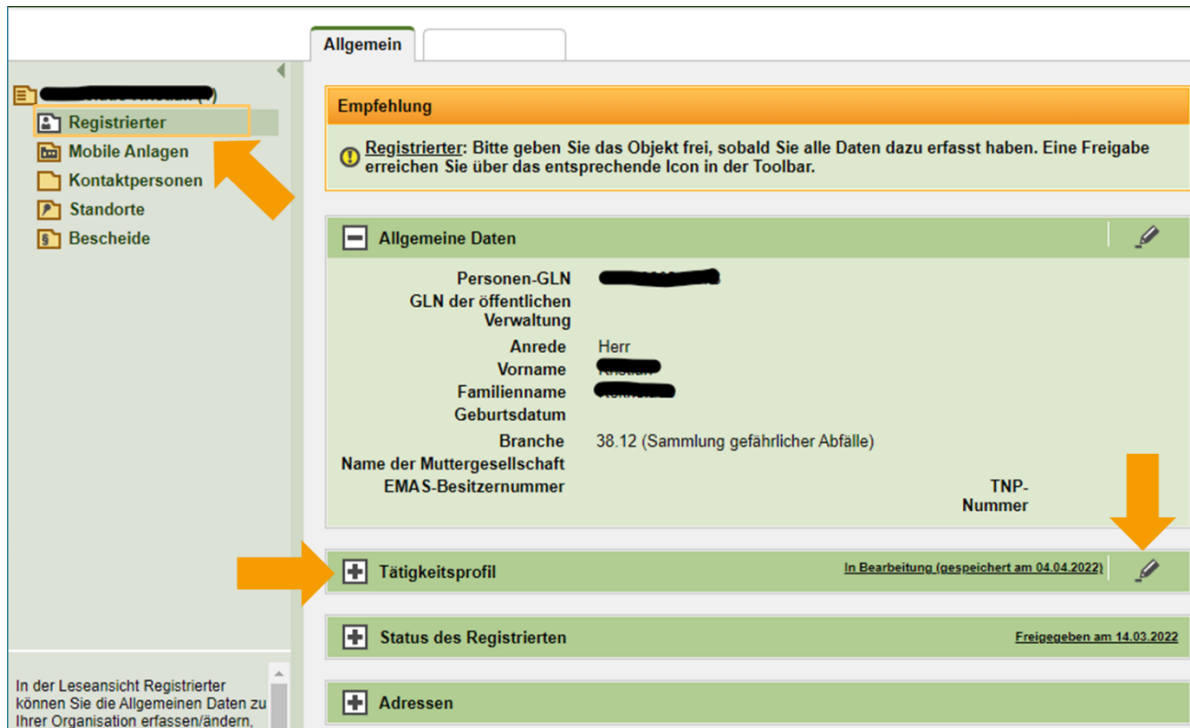 Allgemein
Registrierter
Mobile Anlagen
Kontaktpersonen
Standorte
Bescheide
In der Leseansicht Registrierter
können Sie die Allgemeinen Daten zu
Ihrer Organisation erfassen/ändern,
Empfehlung
Registrierter: Bitte geben Sie das Objekt frei, sobald Sie alle Daten dazu erfasst haben. Eine Freigabe
erreichen Sie über das entsprechende Icon in der Toolbar.
Allgemeine Daten
Personen-GLN
GLN der öffentlichen
Verwaltung
Anrede Herr
Vorname
Familienname
Geburtsdatum
Branche 38.12 (Sammlung gefährlicher Abfälle)
Name der Muttergesellschaft
EMAS-Besitzernummer TNP-
Nummer
Tätigkeitsprofil In Bearbeitung (gespeichert am 04.04.2022)
Status des Registrierten Freigegeben am 14.03.2022
Adressen